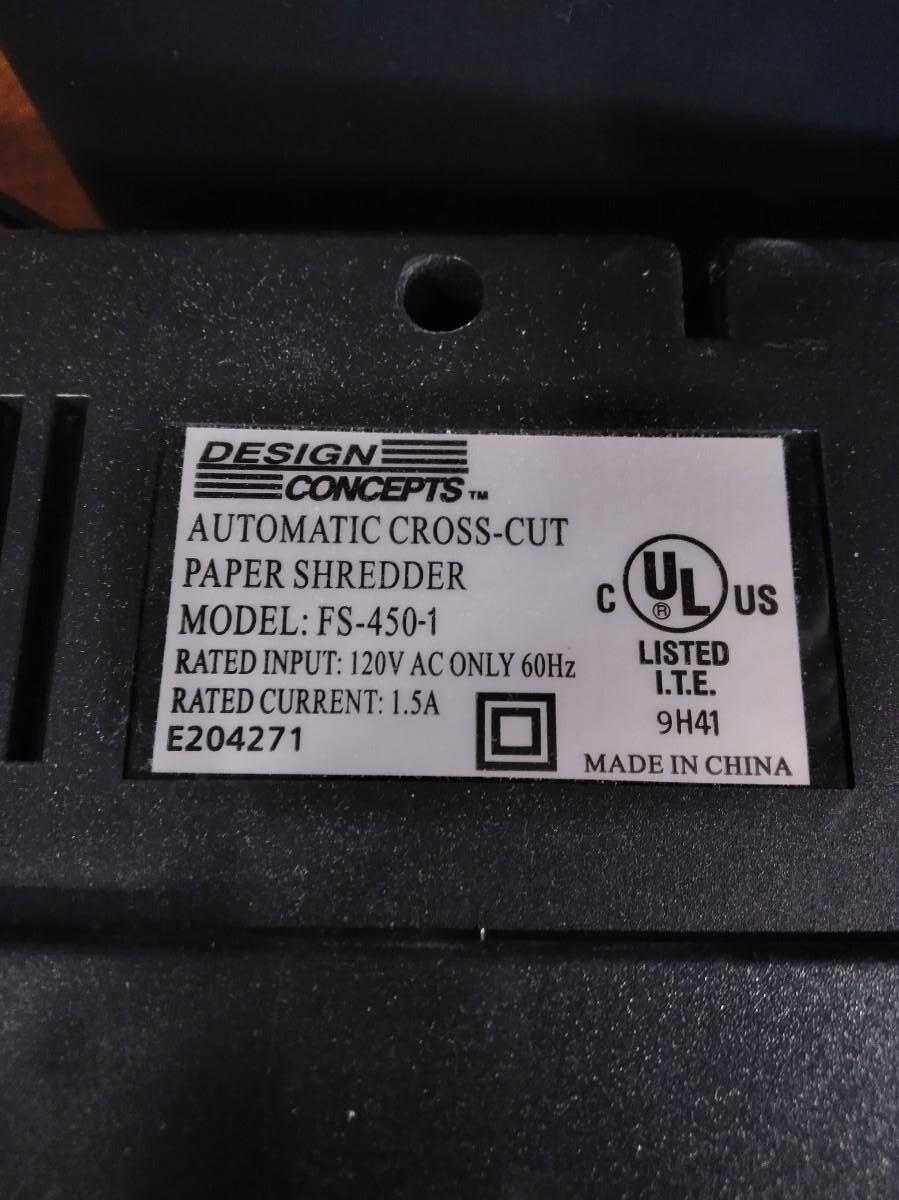 DESIGN
CONCEPTS™
AUTOMATIC CROSS-CUT
PAPER SHREDDER
MODEL: FS-450-1
RATED INPUT: 120V AC ONLY 60Hz
RATED CURRENT: 1.5A
E204271
C UL® US
LISTED
I.T.E.
9H41
MADE IN CHINA